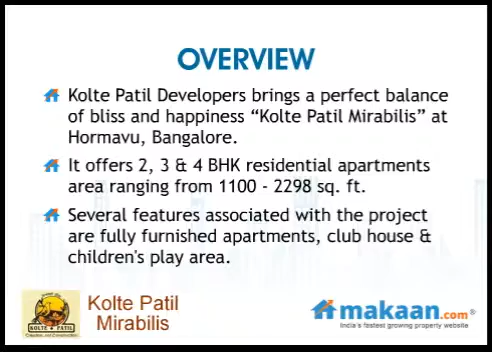 OVERVIEW
Kolte Patil Developers brings a perfect balance
of bliss and happiness “Kolte Patil Mirabilis” at
Hormavu, Bangalore.
It offers 2, 3 & 4 BHK residential apartments
area ranging from 1100 - 2298 sq. ft.
Several features associated with the project
are fully furnished apartments, club house &
children's play area.
KOLTE PATIL
Kolte Patil
Mirabilis
makaan.com®
India's fastest growing property website